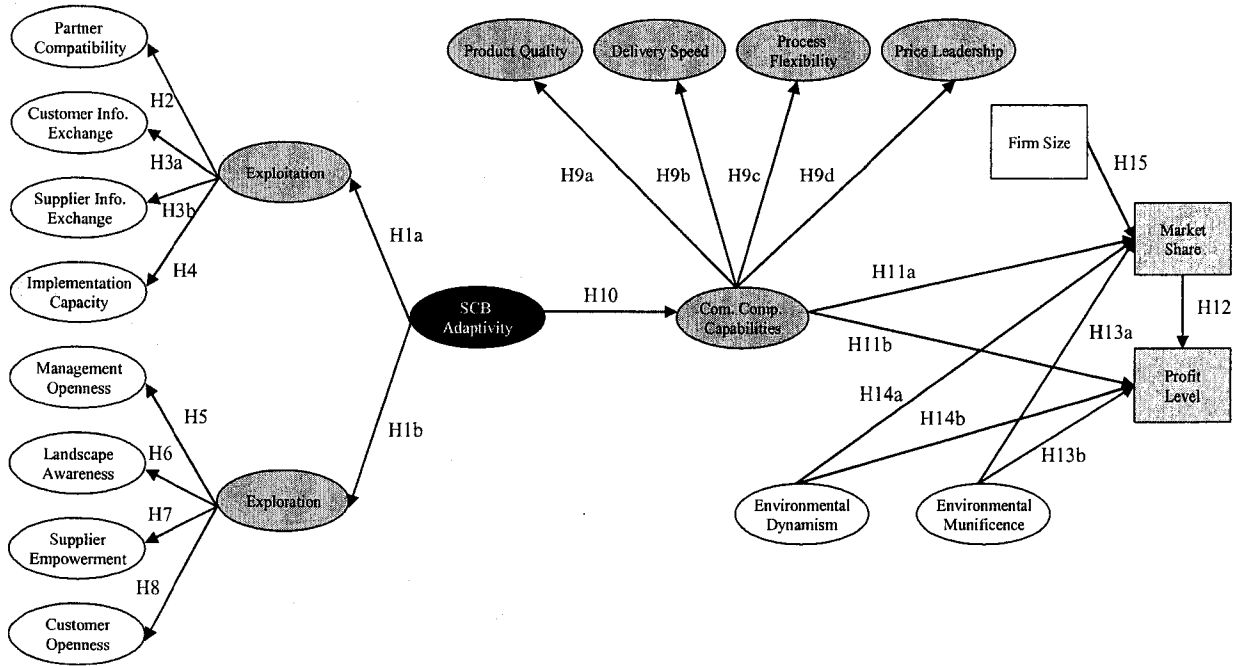 Partner
Compatibility
H2
Customer Info.
Exchange
H3a
Supplier Info.
Exchange
H3b
Implementation
Capacity
H4
Exploitation
H1a
SCB
Adaptivity
H1b
Management
Openness
H5
Landscape
Awareness
H6
Supplier
Empowerment
H7
Customer
Openness
H8
Exploration
H10
Com. Comp.
Capabilities
Product Quality
Delivery Speed
Process
Flexibility
Price Leadership
H9a
H9b
H9c
H9d
Firm Size
H15
Market
Share
H11a
H11b
H12
H13a
Profit
Level
H14a
H14b
H13b
Environmental
Dynamism
Environmental
Munificence